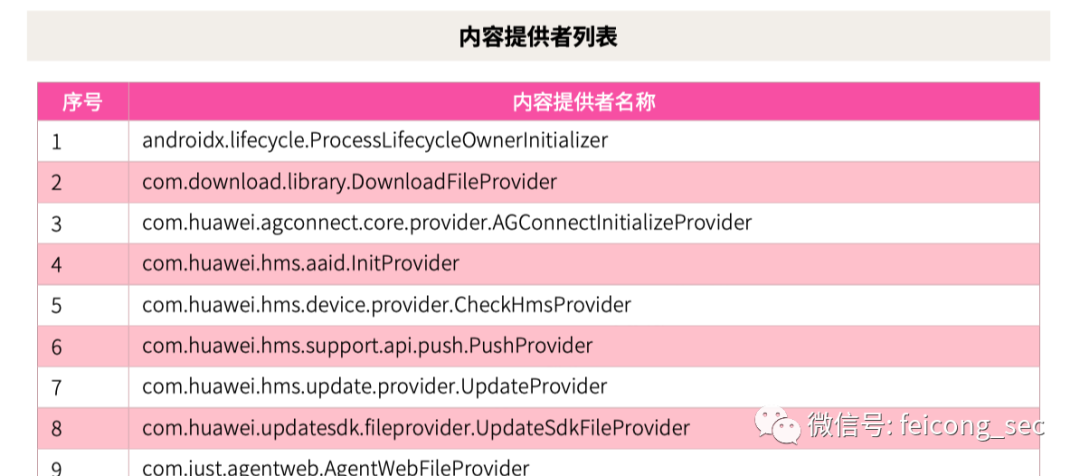 内容提供者列表
序号 内容提供者名称
1 androidx.lifecycle.ProcessLifecycleOwnerInitializer
2 com.download.library.DownloadFileProvider
3 com.huawei.agconnect.core.provider.AGConnectInitializeProvider
4 com.huawei.hms.aaid.InitProvider
5 com.huawei.hms.device.provider.CheckHmsProvider
6 com.huawei.hms.support.api.push.PushProvider
7 com.huawei.hms.update.provider.UpdateProvider
8 com.huawei.updatesdk.fileprovider.UpdateSdkFileProvider
微信号: feicong_sec
9 com.just.agentweb.AgentWebFileProvider